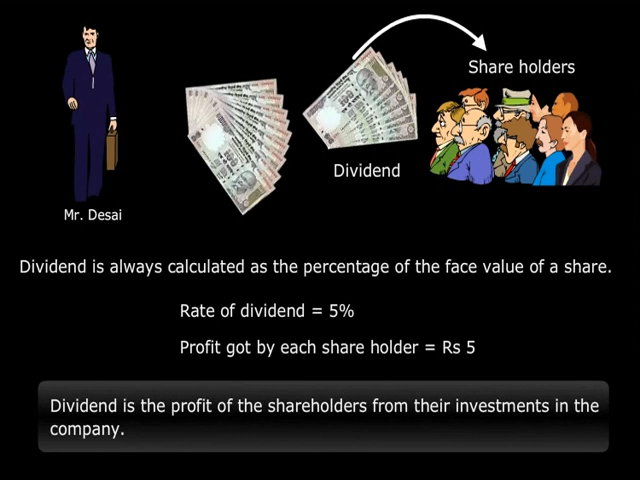 Share holders
Dividend
Mr. Desai
Dividend is always calculated as the percentage of the face value of a share.
Rate of dividend = 5%
Profit got by each share holder = Rs 5
Dividend is the profit of the shareholders from their investments in the
company.